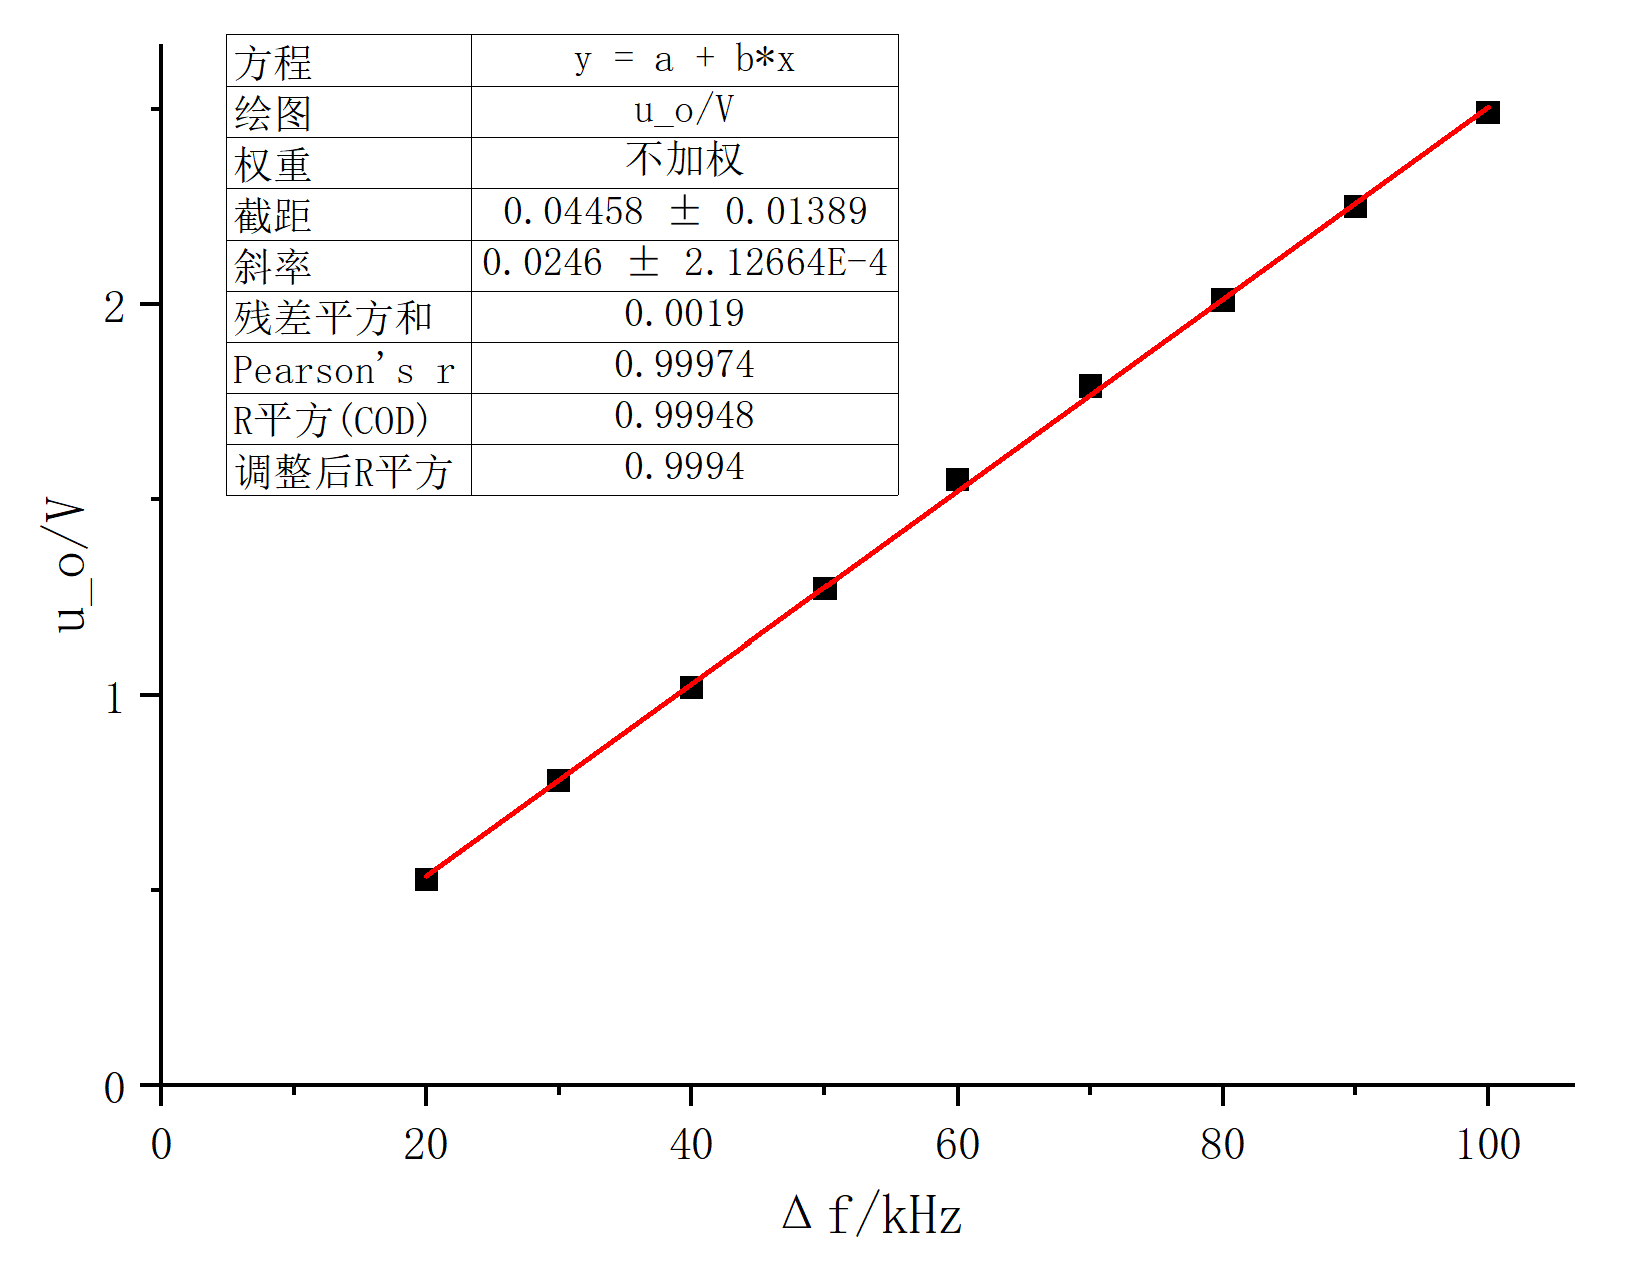 方程 y = a + b*x
绘图 u_o/V
权重 不加权
截距 0.04458 ± 0.01389
斜率 0.0246 ± 2.12664E-4
残差平方和 0.0019
Pearson's r 0.99974
R平方(COD) 0.99948
调整后R平方 0.9994
u_o/V
2
1
0
0 20 40 60 80 100
Δf/kHz